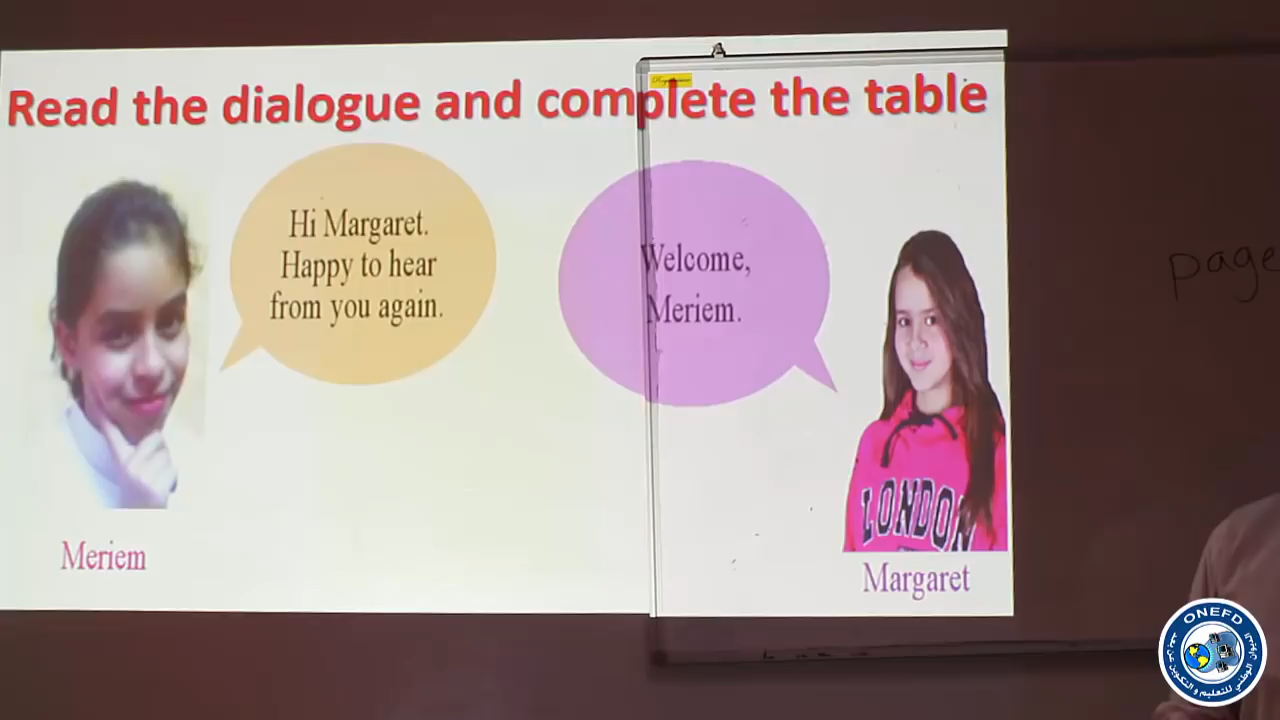 Read the dialogue and complete the table
Hi Margaret.
Happy to hear
from you again.
Welcome,
Meriem.
page
LONDON
Meriem
Margaret
ONEFD